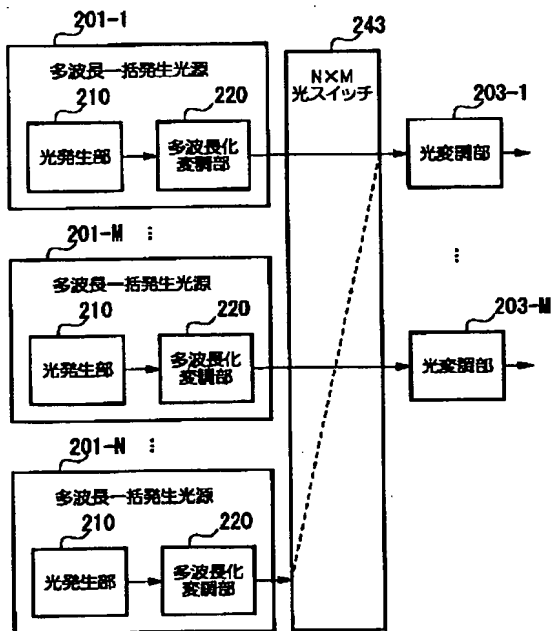 201-1
多波長一括発生光源
210
220
光発生部
多波長化
変調部
243
N×M
光スイッチ
203-1
光変調部
⋮
201-M
⋮
多波長一括発生光源
210
220
光発生部
多波長化
変調部
203-M
光変調部
201-N
⋮
多波長一括発生光源
210
220
光発生部
多波長化
変調部